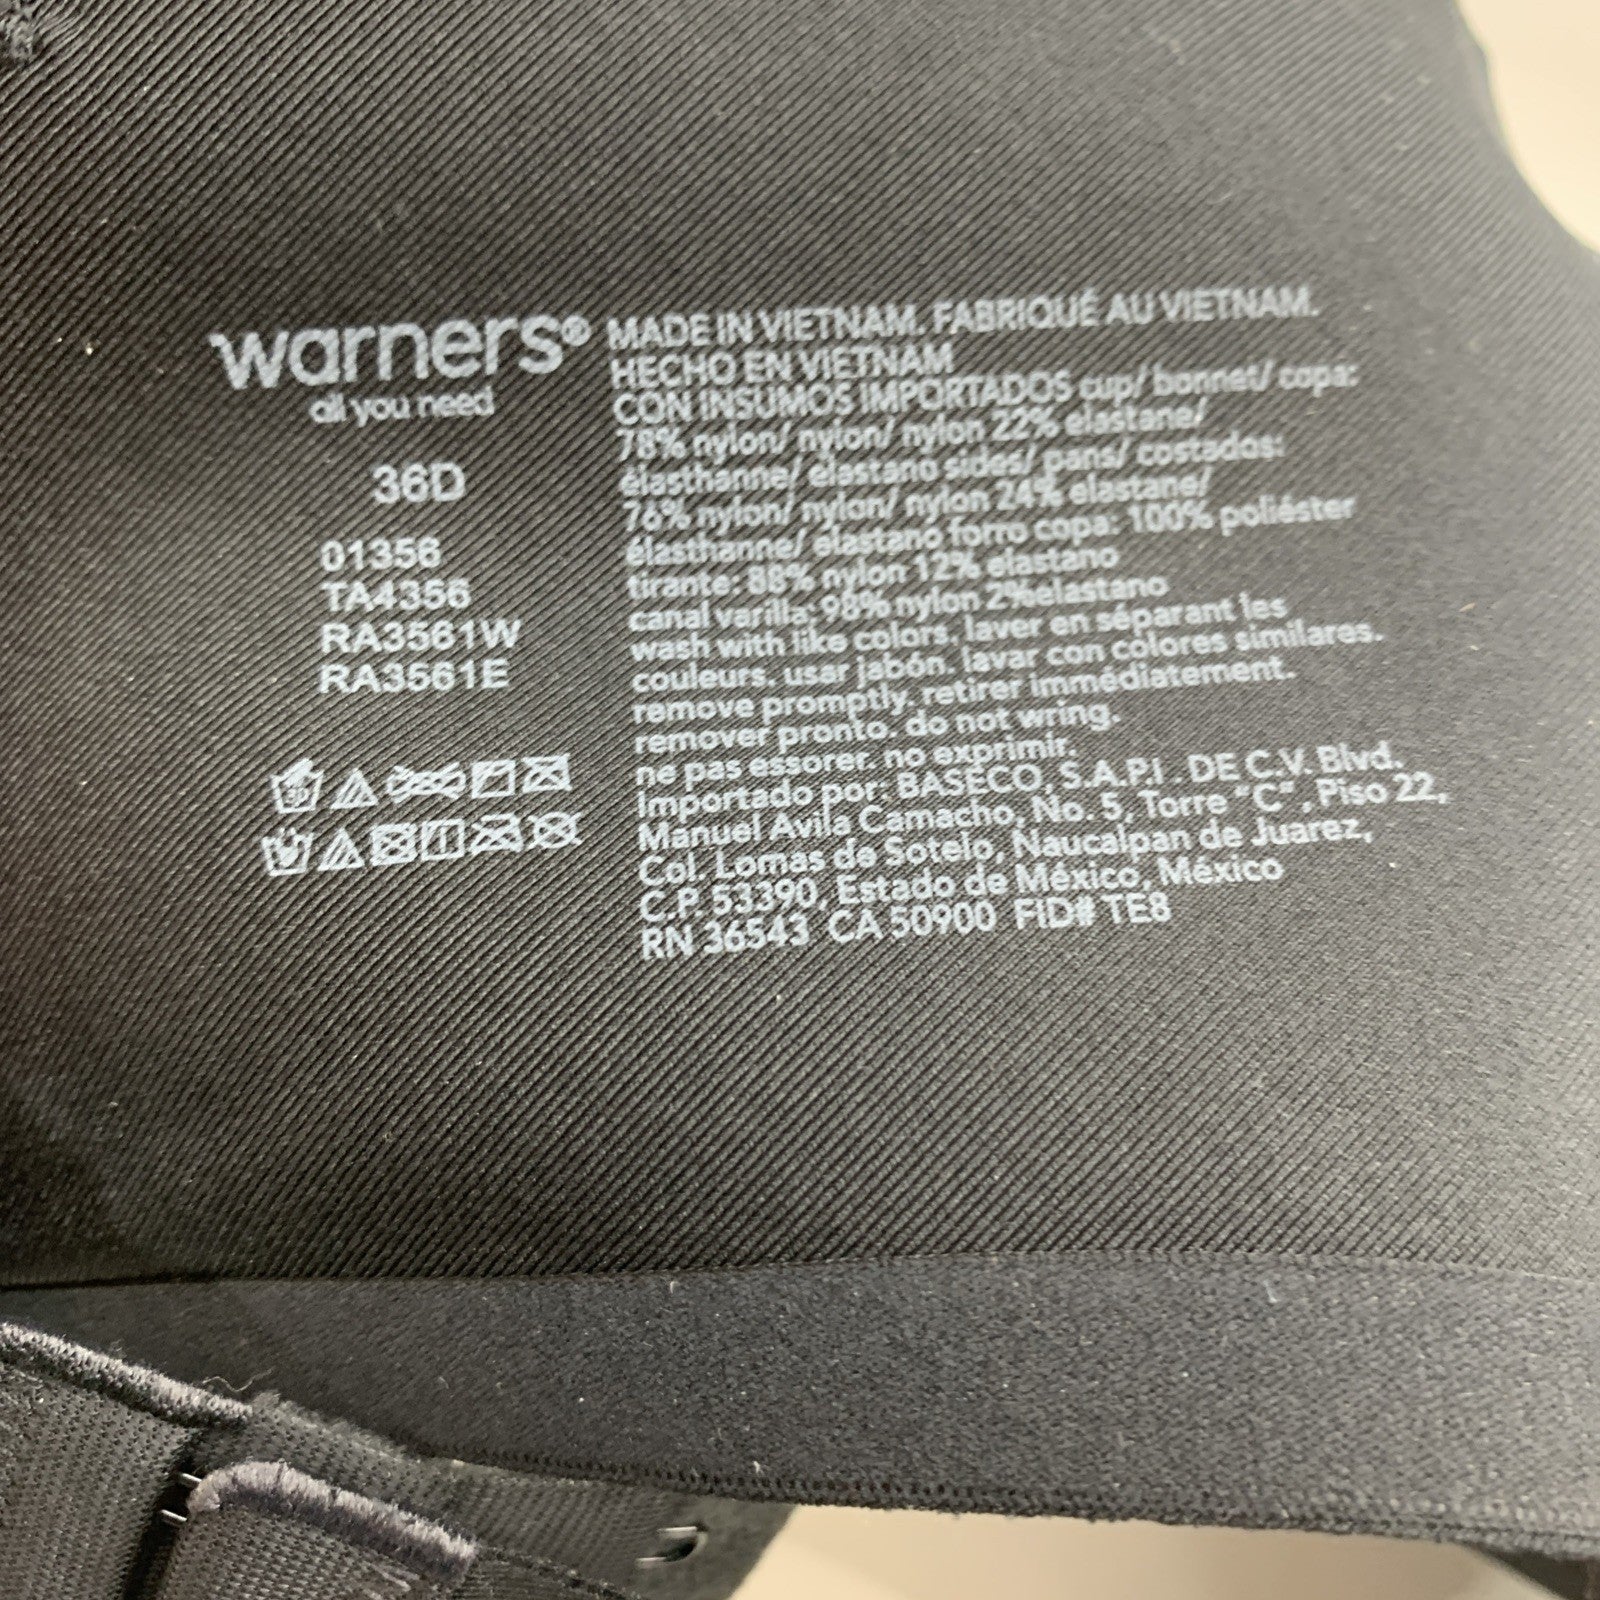 warners®
all you need
36D
01356
TA4356
RA3561W
RA3561E
MADE IN VIETNAM. FABRIQUÉ AU VIETNAM.
HECHO EN VIETNAM
CON INSUMOS IMPORTADOS cup/ bonnet/ copa:
78% nylon/ nylon/ nylon 22% elastane/
élasthanne/ elastano sides/ pans/ costados:
76% nylon/ nylon/ nylon 24% elastane/
élasthanne/ elastano forro copa: 100% poliéster
tirante: 88% nylon 12% elastano
canal varilla: 98% nylon 2%elastano
wash with like colors. laver en séparant les
couleurs. usar jabón. lavar con colores similares.
remove promptly. retirer immédiatement.
remover pronto. do not wring.
ne pas essorer. no exprimir.
Importado por: BASECO, S.A.P.I . DE C.V. Blvd.
Manuel Avila Camacho, No. 5, Torre "C" , Piso 22,
Col. Lomas de Sotelo, Naucalpan de Juarez,
C.P. 53390, Estado de México, México
RN 36543 CA 50900 FID# TE8